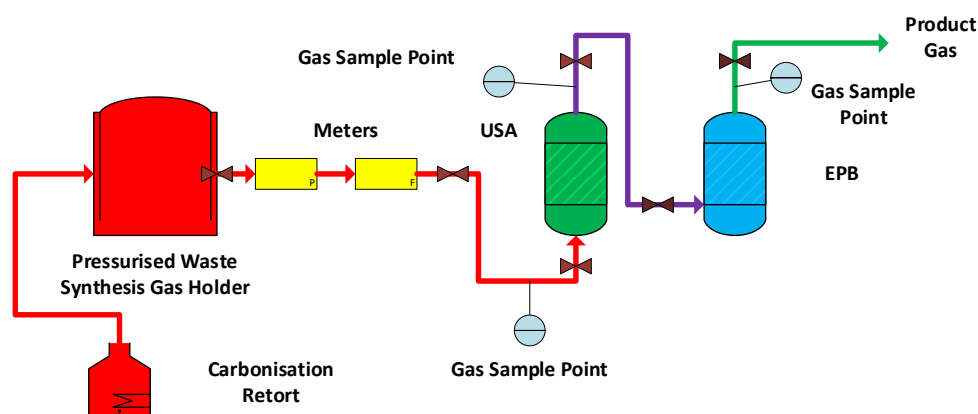 Product
Gas
Gas Sample Point
Gas Sample
Point
Meters
USA
EPB
P
F
Pressurised Waste
Synthesis Gas Holder
Gas Sample Point
Carbonisation
Retort